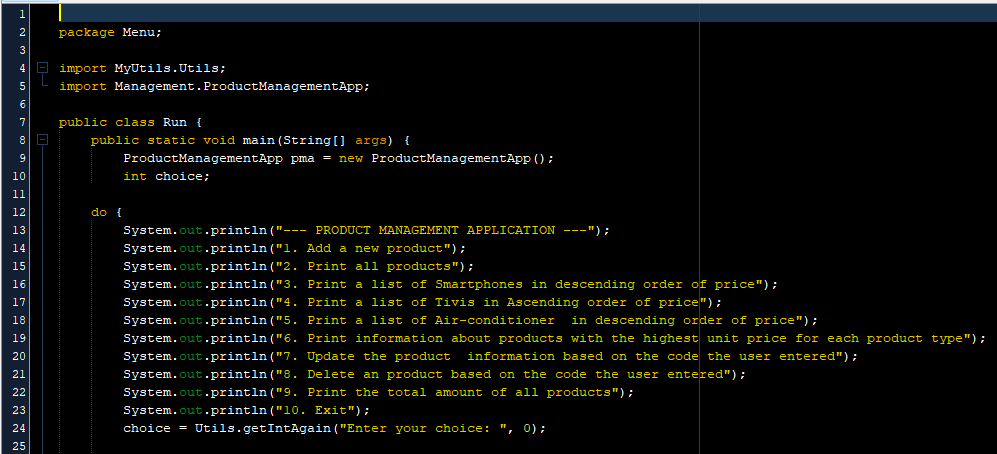 1
2 package Menu;
3
4 import MyUtils.Utils;
5 import Management.ProductManagementApp;
6
7 public class Run {
8     public static void main(String[] args) {
9         ProductManagementApp pma = new ProductManagementApp();
10         int choice;
11
12     do {
13         System.out.println("--- PRODUCT MANAGEMENT APPLICATION ---");
14         System.out.println("1. Add a new product");
15         System.out.println("2. Print all products");
16         System.out.println("3. Print a list of Smartphones in descending order of price");
17         System.out.println("4. Print a list of Tivis in Ascending order of price");
18         System.out.println("5. Print a list of Air-conditioner  in descending order of price");
19         System.out.println("6. Print information about products with the highest unit price for each product type");
20         System.out.println("7. Update the product  information based on the code the user entered");
21         System.out.println("8. Delete an product based on the code the user entered");
22         System.out.println("9. Print the total amount of all products");
23         System.out.println("10. Exit");
24         choice = Utils.getIntAgain("Enter your choice: ", 0);
25